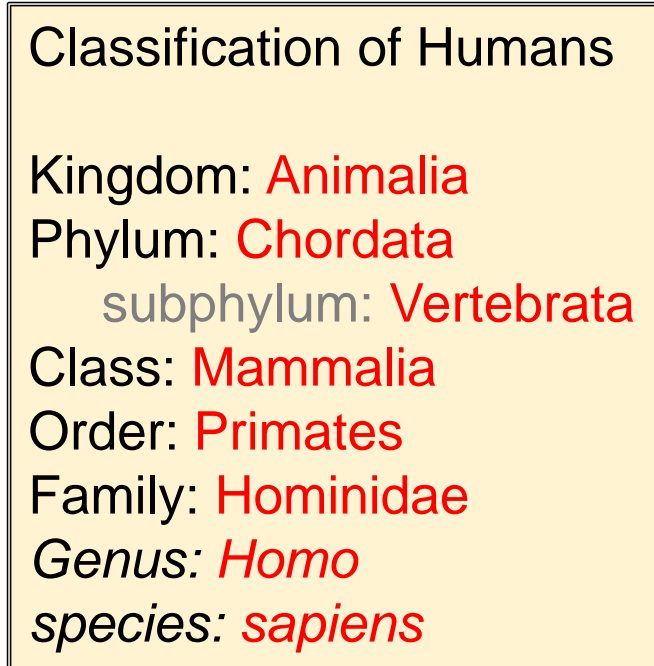 Classification of Humans
Kingdom: Animalia
Phylum: Chordata
subphylum: Vertebrata
Class: Mammalia
Order: Primates
Family: Hominidae
Genus: Homo
species: sapiens